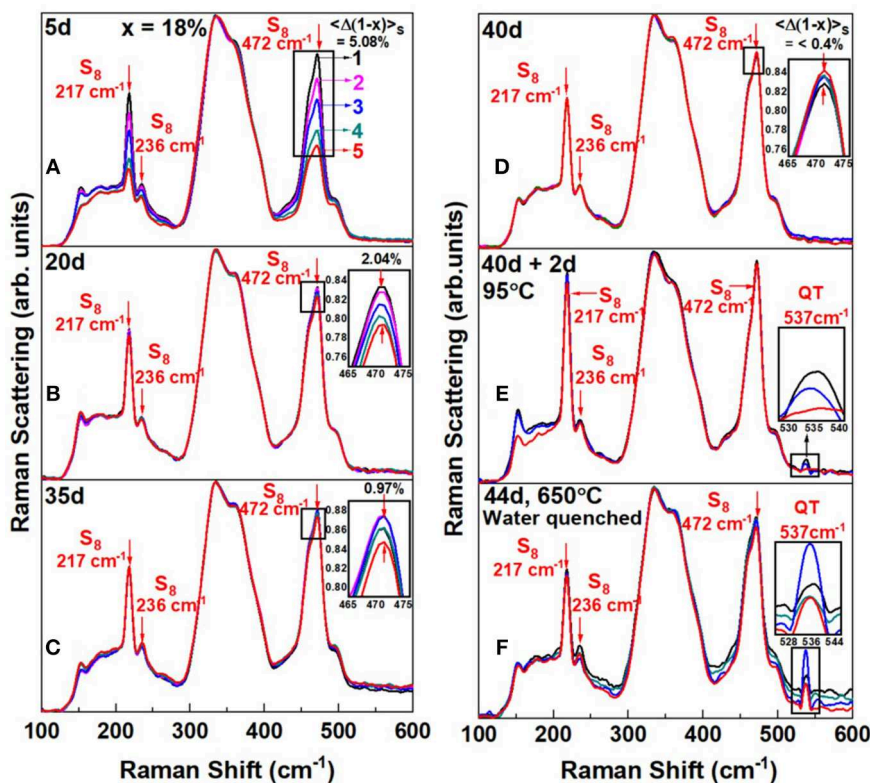 5d
x = 18%
<Δ(1-x)>S
= 5.08%
S8
472 cm-1
1
2
3
4
5
S8
217 cm-1
S8
236 cm-1
A
20d
S8
472 cm-1
2.04%
0.84
0.82
0.80
0.78
0.76
465 470 475
S8
217 cm-1
S8
236 cm-1
B
35d
S8
472 cm-1
0.97%
0.88
0.86
0.84
0.82
0.80
465 470 475
S8
217 cm-1
S8
236 cm-1
C
100 200 300 400 500 600
Raman Shift (cm-1)
Raman Scattering (arb. units)
40d
<Δ(1-x)>S
= < 0.4%
S8
472 cm-1
0.84
0.82
0.80
0.78
0.76
465 470 475
S8
217 cm-1
S8
236 cm-1
D
40d + 2d
95°C
S8
217 cm-1
S8
472 cm-1
S8
236 cm-1
QT
537cm-1
530 535 540
E
44d, 650°C
Water quenched
S8
472 cm-1
S8
217 cm-1
S8
236 cm-1
QT
537cm-1
528 536 544
F
100 200 300 400 500 600
Raman Shift (cm-1)
Raman Scattering (arb.units)